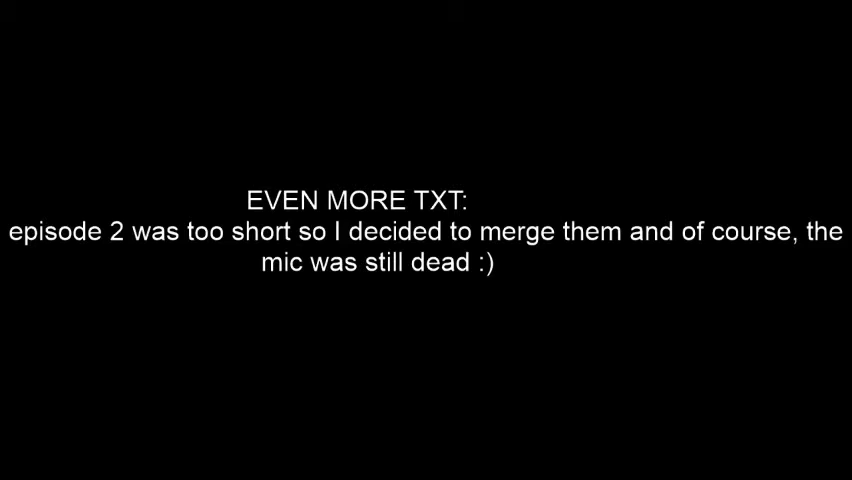 EVEN MORE TXT:
episode 2 was too short so I decided to merge them and of course, the
mic was still dead :)